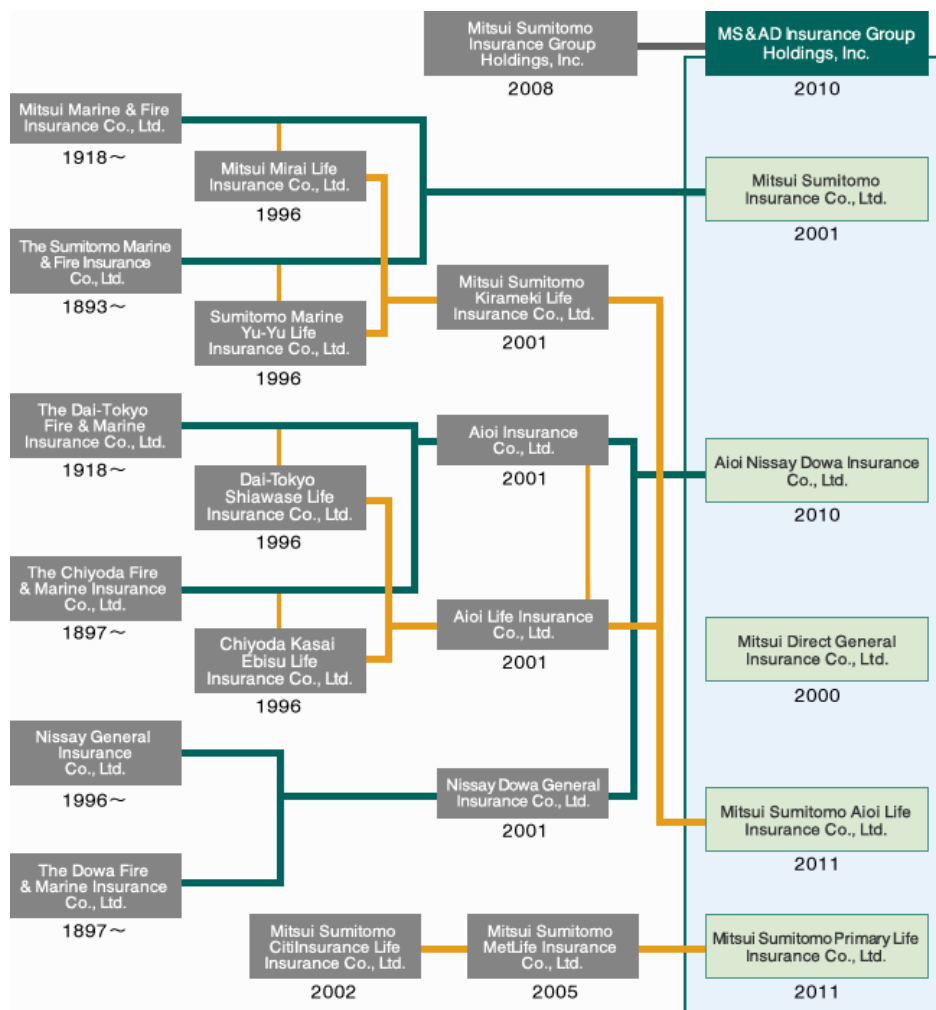 Mitsui Sumitomo
Insurance Group
Holdings, Inc.
2008
MS&AD Insurance Group
Holdings, Inc.
2010
Mitsui Marine & Fire
Insurance Co., Ltd.
1918～
Mitsui Mirai Life
Insurance Co., Ltd.
1996
Mitsui Sumitomo
Insurance Co., Ltd.
2001
The Sumitomo Marine
& Fire Insurance
Co., Ltd.
1893～
Sumitomo Marine
Yu-Yu Life
Insurance Co., Ltd.
1996
Mitsui Sumitomo
Kirameki Life
Insurance Co., Ltd.
2001
The Dai-Tokyo
Fire & Marine
Insurance Co., Ltd.
1918～
Dai-Tokyo
Shiawase Life
Insurance Co., Ltd.
1996
Aioi Insurance
Co., Ltd.
2001
Aioi Nissay Dowa Insurance
Co., Ltd.
2010
The Chiyoda Fire
& Marine Insurance
Co., Ltd.
1897～
Chiyoda Kasai
Ebisu Life
Insurance Co., Ltd.
1996
Aioi Life Insurance
Co., Ltd.
2001
Mitsui Direct General
Insurance Co., Ltd.
2000
Nissay General
Insurance
Co., Ltd.
1996～
Nissay Dowa General
Insurance Co., Ltd.
2001
Mitsui Sumitomo Aioi Life
Insurance Co., Ltd.
2011
The Dowa Fire
& Marine Insurance
Co., Ltd.
1897～
Mitsui Sumitomo
CitiInsurance Life
Insurance Co., Ltd.
2002
Mitsui Sumitomo
MetLife Insurance
Co., Ltd.
2005
Mitsui Sumitomo Primary Life
Insurance Co., Ltd.
2011